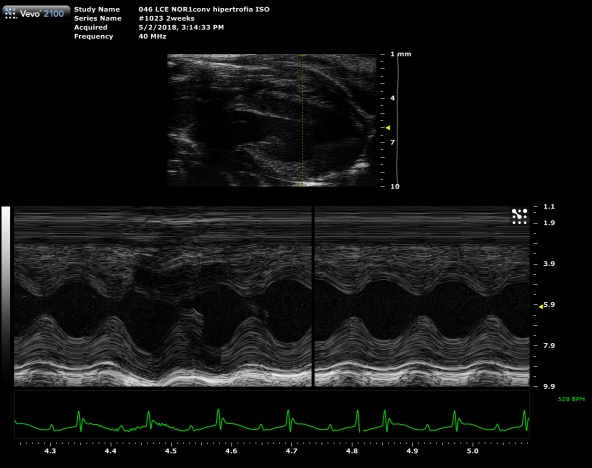 Vevo 2100
Study Name 046 LCE NOR1conv hipertrofia ISO
Series Name #1023 2weeks
Acquired 5/2/2018, 3:14:33 PM
Frequency 40 MHz
1 mm
4
7
10
1.1
1.9
3.9
5.9
7.9
9.9
520 BPM
4.3 4.4 4.5 4.6 4.7 4.8 4.9 5.0